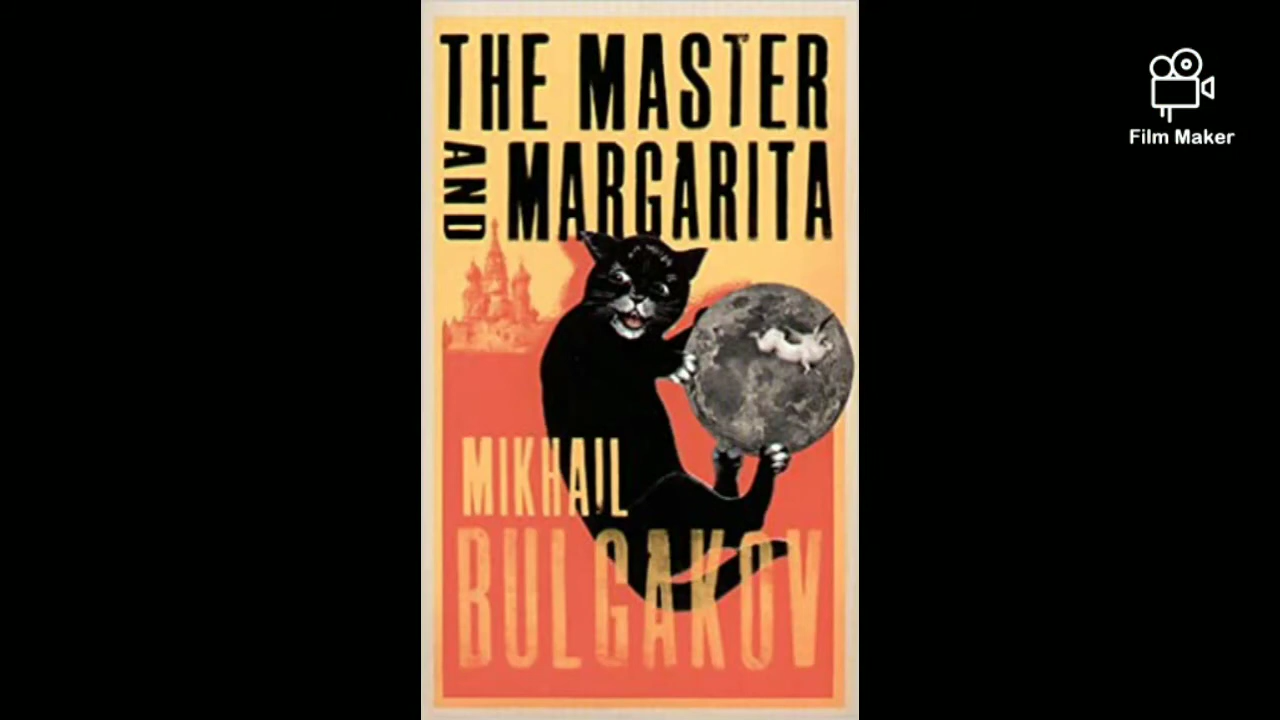 THE MASTER
AND
MARGARITA
MIKHAIL
BULGAKOV
Film Maker